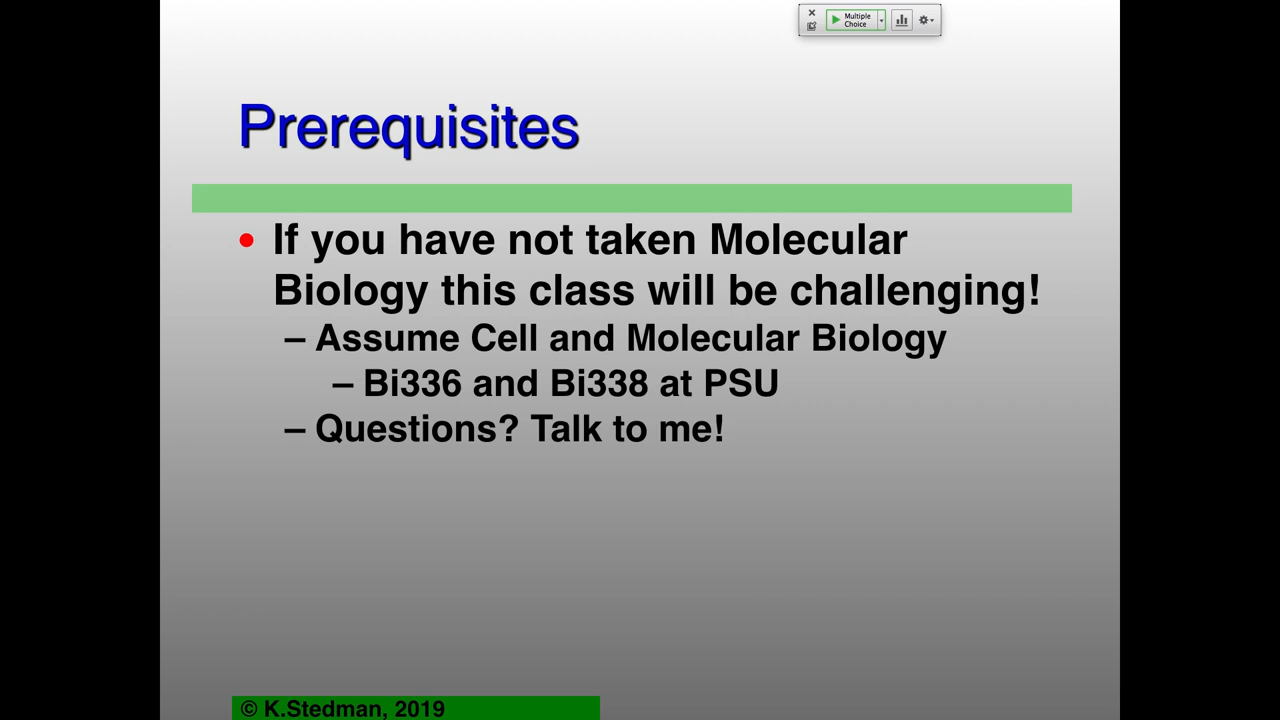 Multiple
Choice
Prerequisites
• If you have not taken Molecular
Biology this class will be challenging!
– Assume Cell and Molecular Biology
– Bi336 and Bi338 at PSU
– Questions? Talk to me!
© K.Stedman, 2019